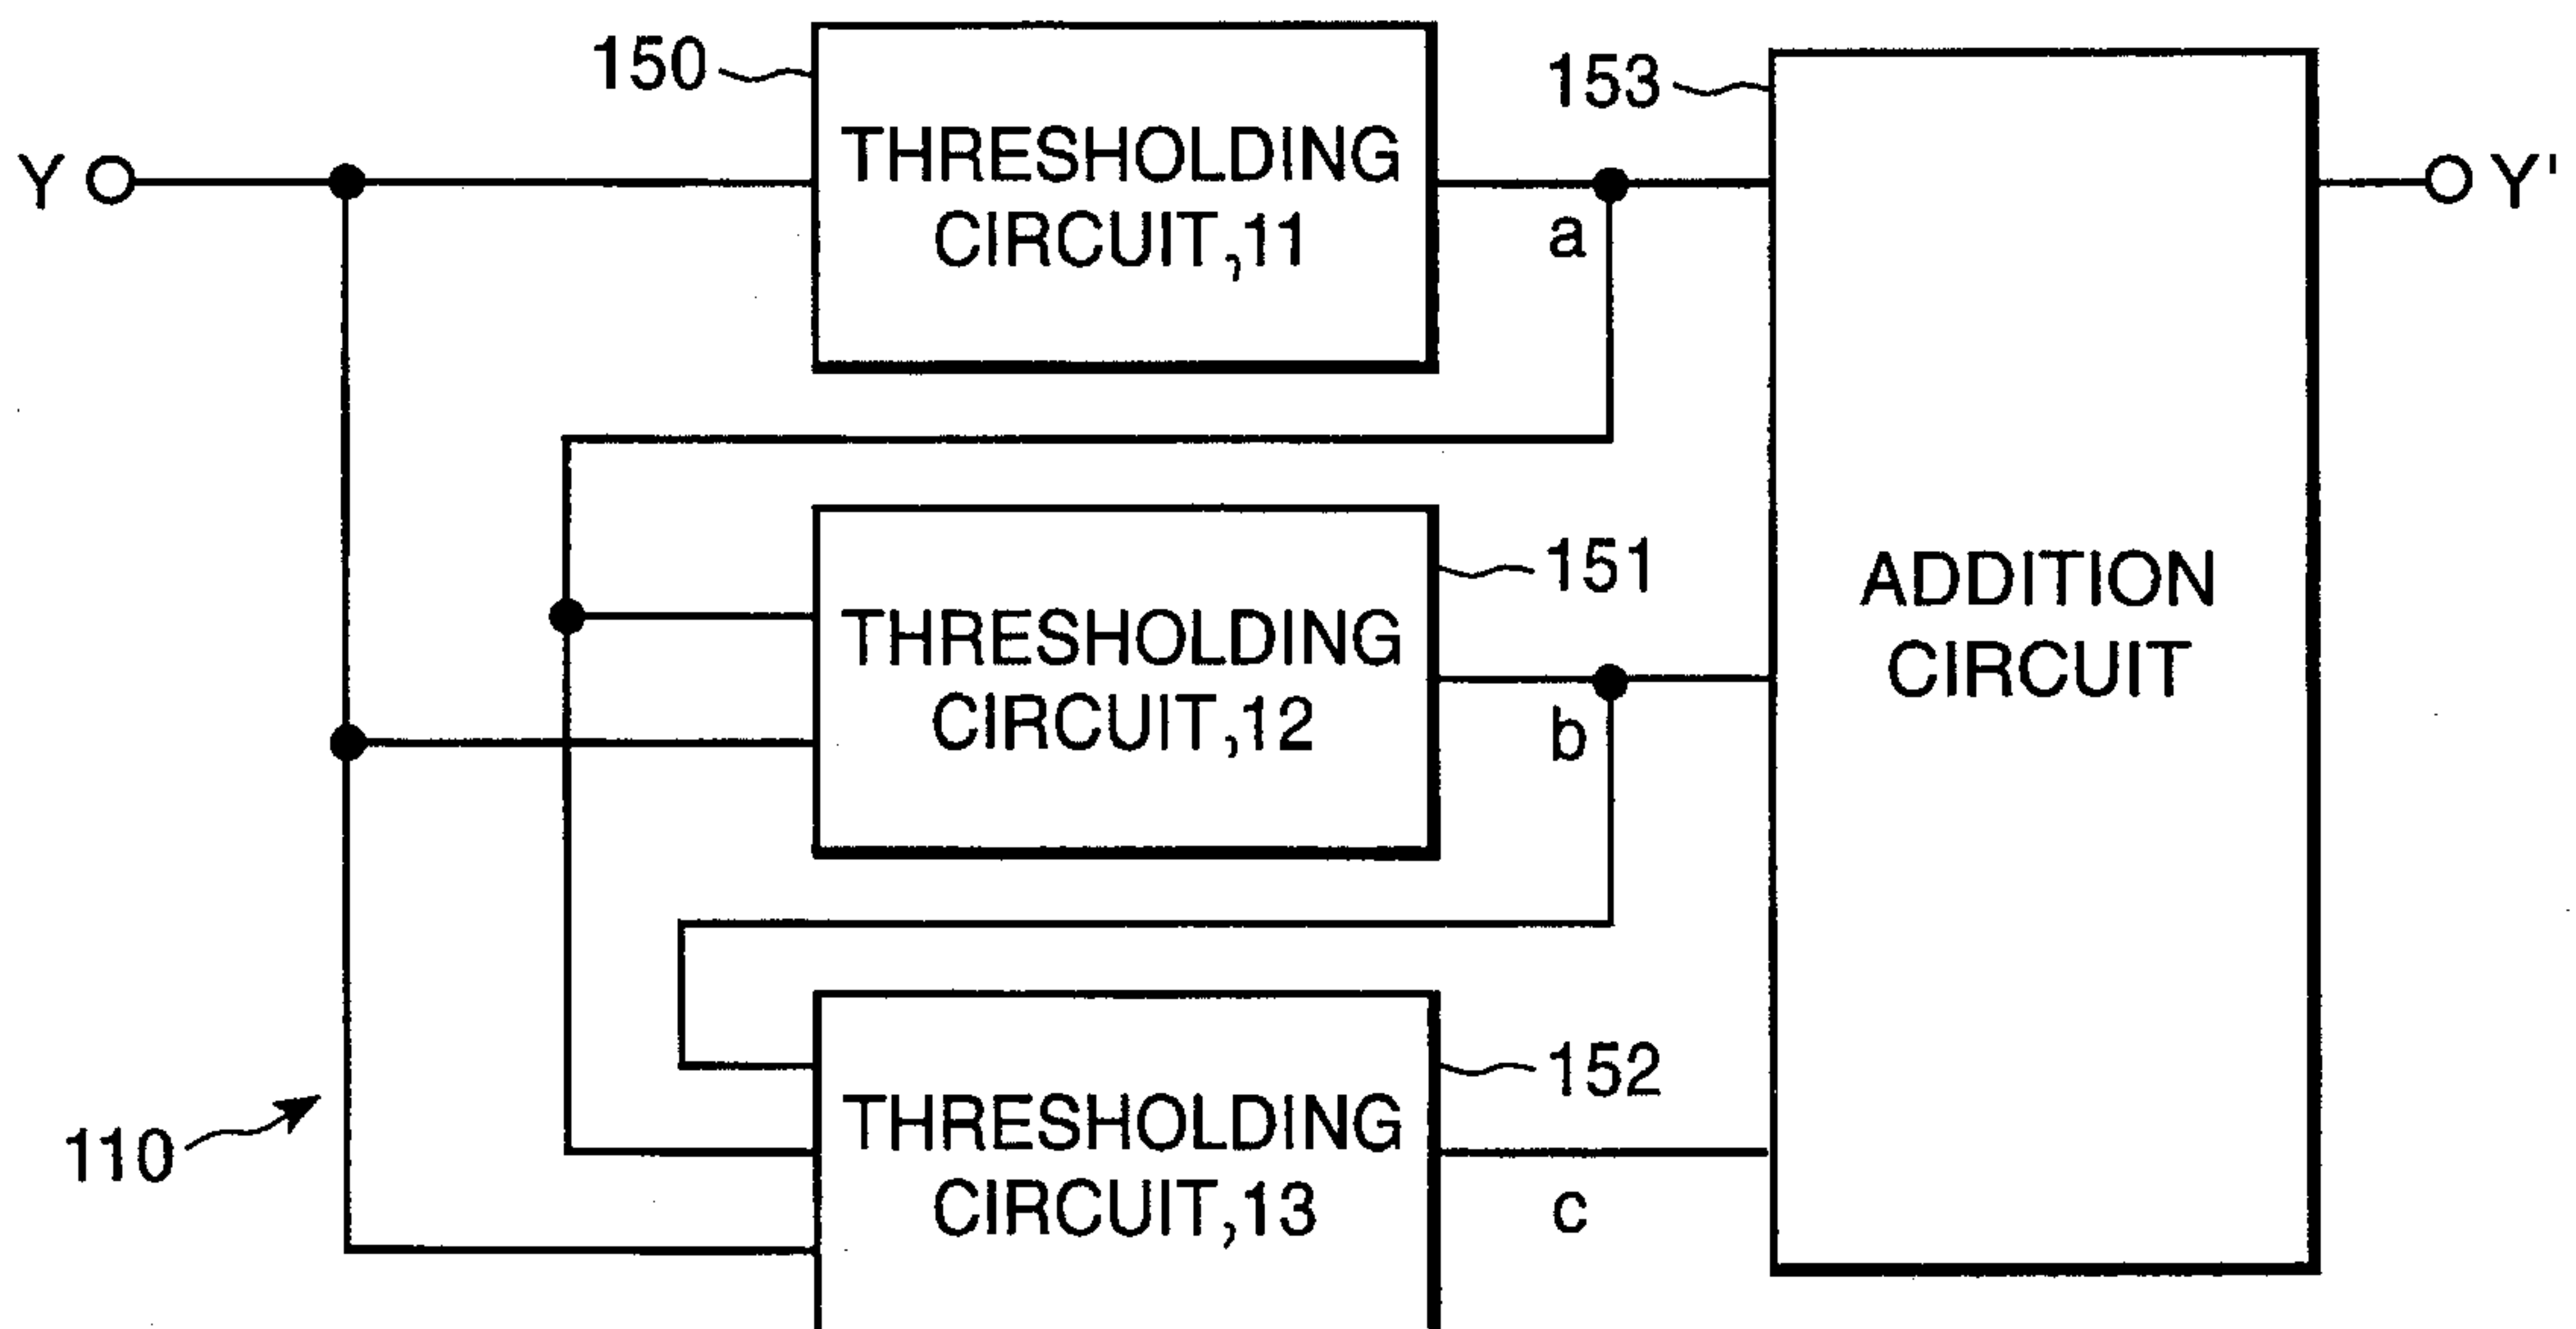 150
THRESHOLDING
CIRCUIT,11
153
Y
a
Y'
151
THRESHOLDING
CIRCUIT,12
b
ADDITION
CIRCUIT
152
THRESHOLDING
CIRCUIT,13
c
110